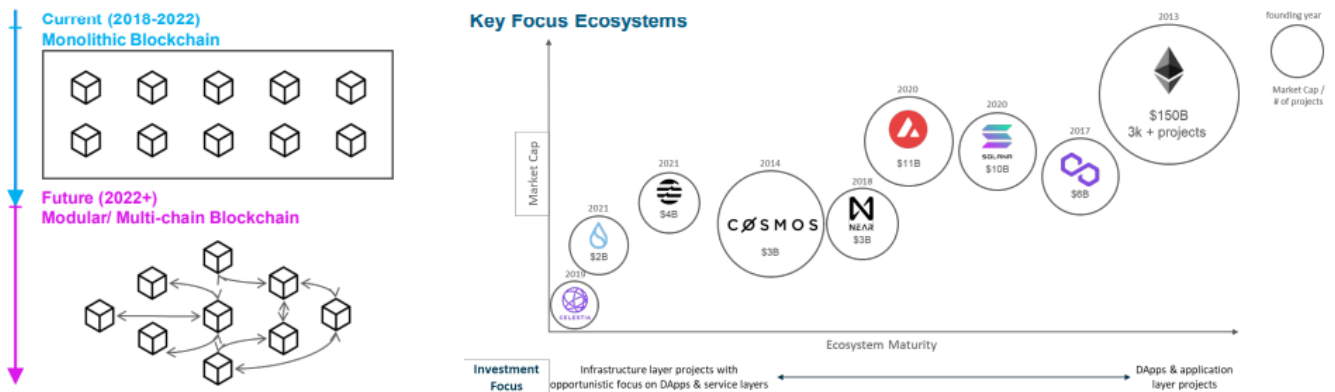 Current (2018-2022)
Monolithic Blockchain
Future (2022+)
Modular/ Multi-chain Blockchain
Key Focus Ecosystems
Market Cap
2019
CELESTIA
2021
$2B
2021
$4B
2014
COSMOS
$3B
2018
NEAR
$3B
2020
$11B
2020
SOLANA
$10B
2017
$6B
2013
$150B
3k + projects
founding year
Market Cap /
# of projects
Ecosystem Maturity
Investment
Focus
Infrastructure layer projects with
opportunistic focus on DApps & service layers
DApps & application
layer projects